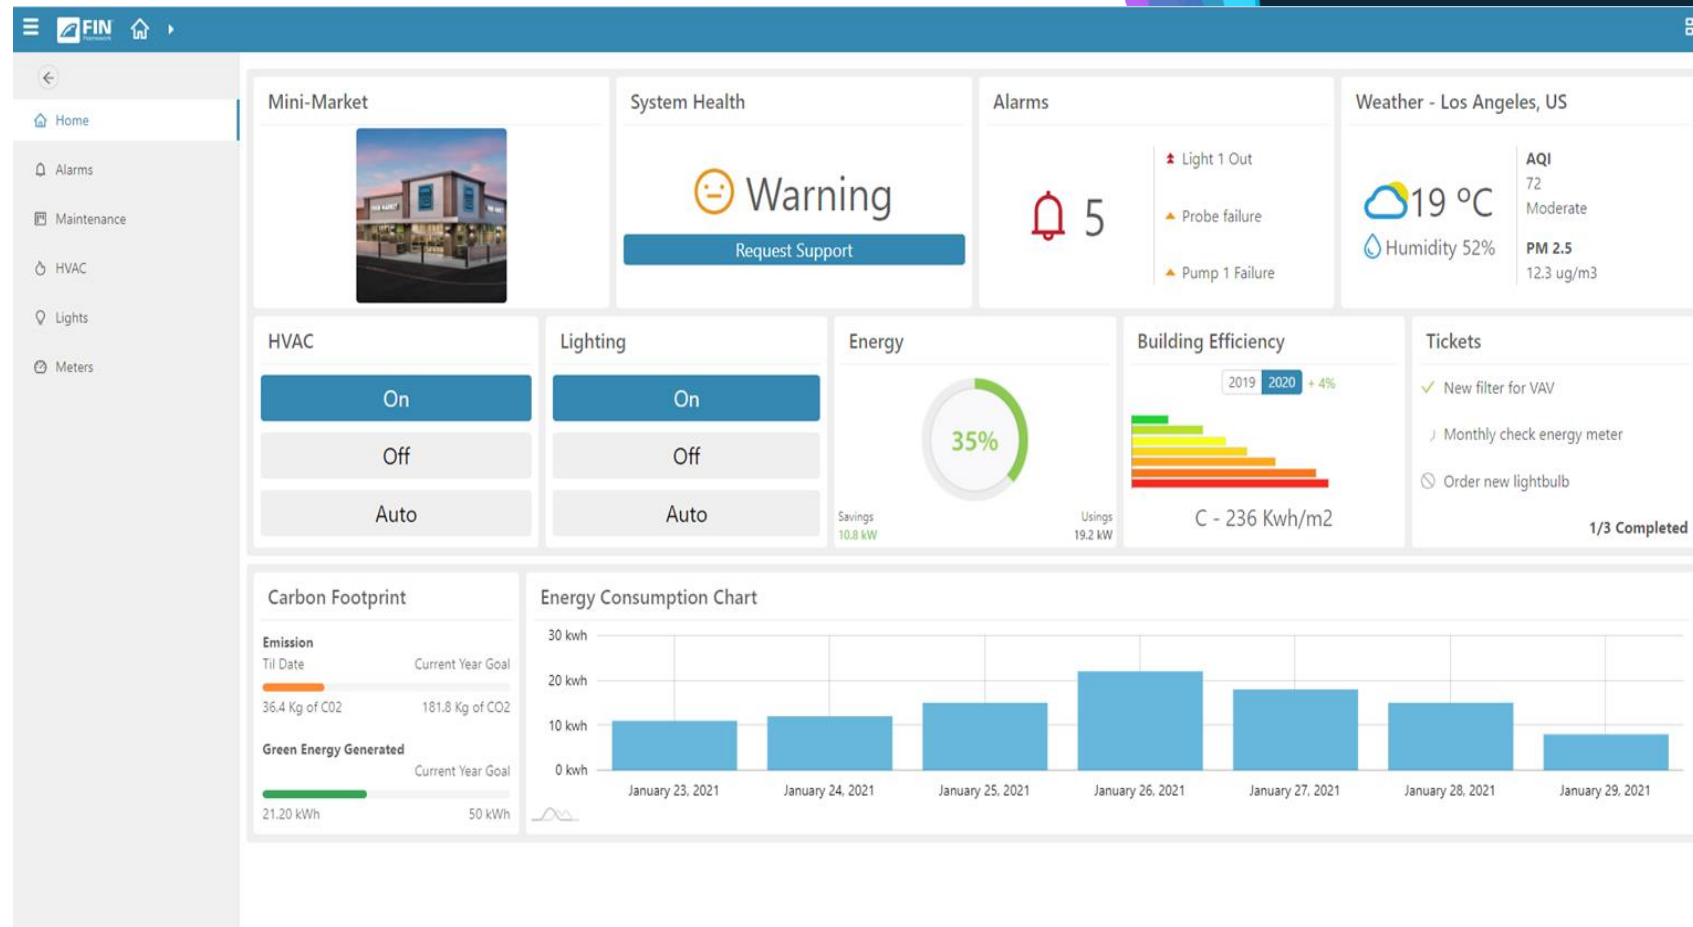 FIN
Framework
Home
Alarms
Maintenance
HVAC
Lights
Meters
Mini-Market
System Health
Warning
Request Support
Alarms
5
Light 1 Out
Probe failure
Pump 1 Failure
Weather - Los Angeles, US
19 ºC
Humidity 52%
AQI
72
Moderate
PM 2.5
12.3 ug/m3
HVAC
On
Off
Auto
Lighting
On
Off
Auto
Energy
35%
Savings
10.8 kW
Usings
19.2 kW
Building Efficiency
2019 2020 + 4%
C - 236 Kwh/m2
Tickets
New filter for VAV
Monthly check energy meter
Order new lightbulb
1/3 Completed
Carbon Footprint
Emission
Til Date Current Year Goal
36.4 Kg of C02 181.8 Kg of CO2
Green Energy Generated
Current Year Goal
21.20 kWh 50 kWh
Energy Consumption Chart
30 kwh
20 kwh
10 kwh
0 kwh
January 23, 2021 January 24, 2021 January 25, 2021 January 26, 2021 January 27, 2021 January 28, 2021 January 29, 2021